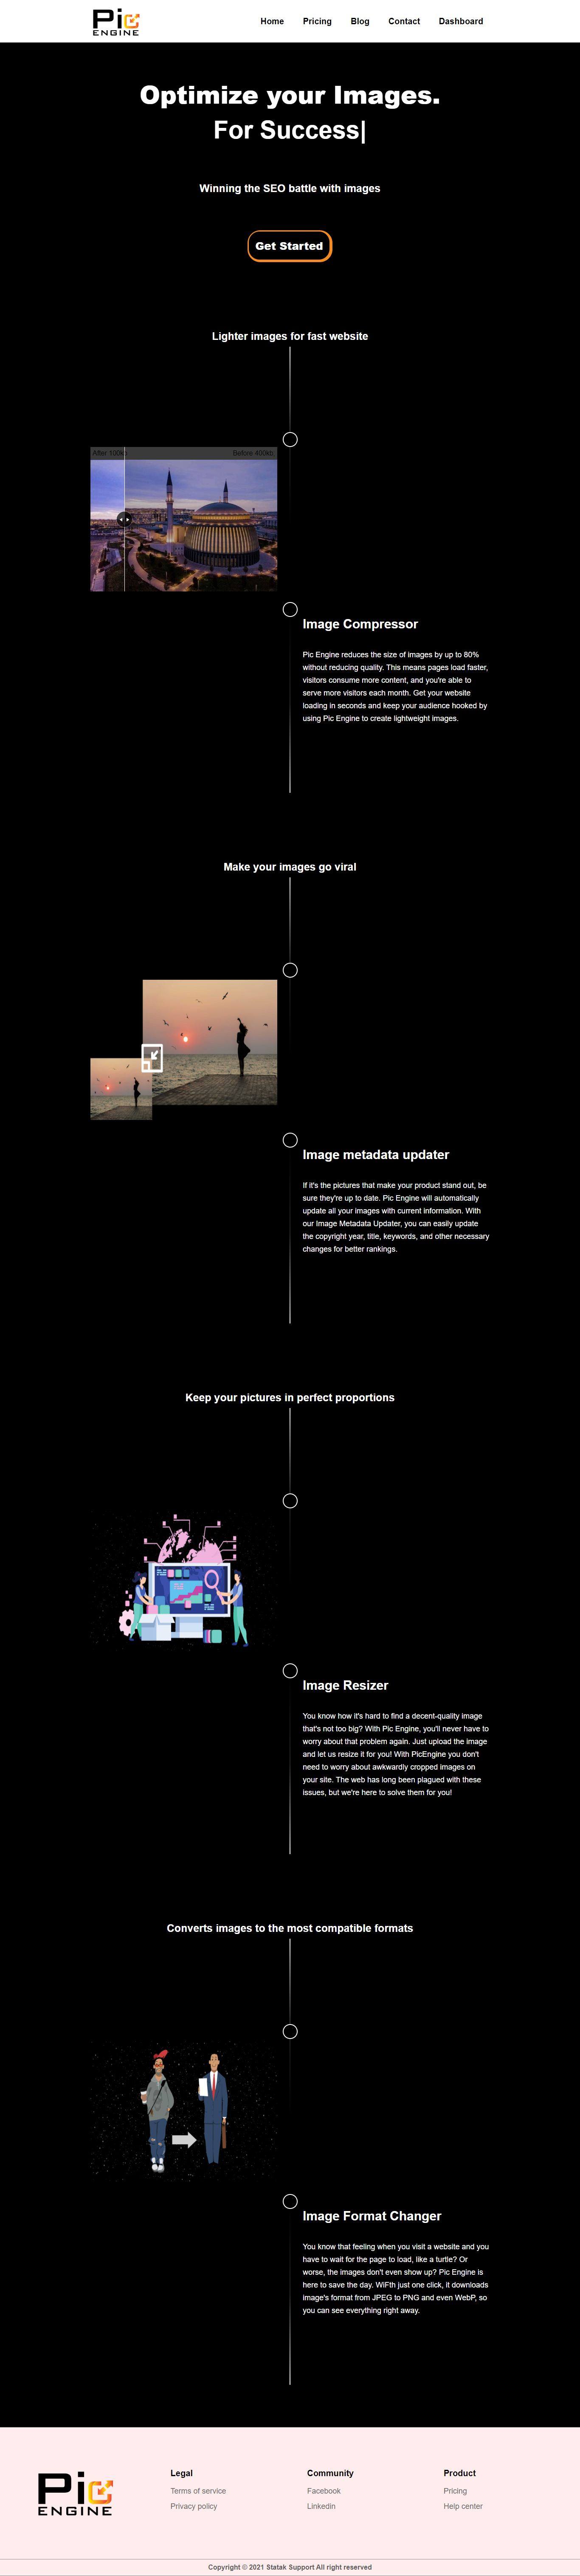 Pic
ENGINE
Home Pricing Blog Contact Dashboard
Optimize your Images.
For Success|
Winning the SEO battle with images
Get Started
Lighter images for fast website
After 100kb Before 400kb
Image Compressor
Pic Engine reduces the size of images by up to 80%
without reducing quality. This means pages load faster,
visitors consume more content, and you're able to
serve more visitors each month. Get your website
loading in seconds and keep your audience hooked by
using Pic Engine to create lightweight images.
Make your images go viral
Image metadata updater
If it's the pictures that make your product stand out, be
sure they're up to date. Pic Engine will automatically
update all your images with current information. With
our Image Metadata Updater, you can easily update
the copyright year, title, keywords, and other necessary
changes for better rankings.
Keep your pictures in perfect proportions
Image Resizer
You know how it's hard to find a decent-quality image
that's not too big? With Pic Engine, you'll never have to
worry about that problem again. Just upload the image
and let us resize it for you! With PicEngine you don't
need to worry about awkwardly cropped images on
your site. The web has long been plagued with these
issues, but we're here to solve them for you!
Converts images to the most compatible formats
Image Format Changer
You know that feeling when you visit a website and you
have to wait for the page to load, like a turtle? Or
worse, the images don't even show up? Pic Engine is
here to save the day. WiFth just one click, it downloads
image's format from JPEG to PNG and even WebP, so
you can see everything right away.
Pic
ENGINE
Legal
Terms of service
Privacy policy
Community
Facebook
Linkedin
Product
Pricing
Help center
Copyright © 2021 Statak Support All right reserved